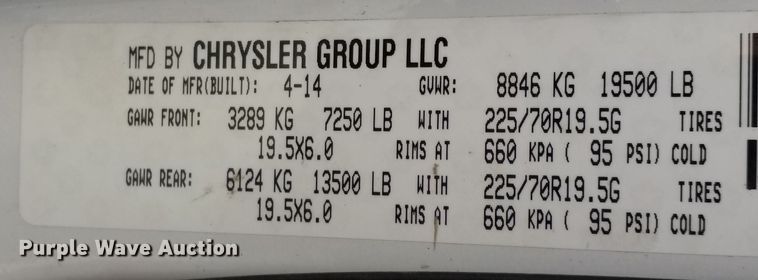 MFD BY CHRYSLER GROUP LLC
DATE OF MFR(BUILT): 4-14 GVWR: 8846 KG 19500 LB
GAWR FRONT: 3289 KG 7250 LB WITH 225/70R19.5G TIRES
19.5X6.0 RIMS AT 660 KPA ( 95 PSI) COLD
GAWR REAR: 6124 KG 13500 LB WITH 225/70R19.5G TIRES
19.5X6.0 RIMS AT 660 KPA ( 95 PSI) COLD
Purple Wave Auction